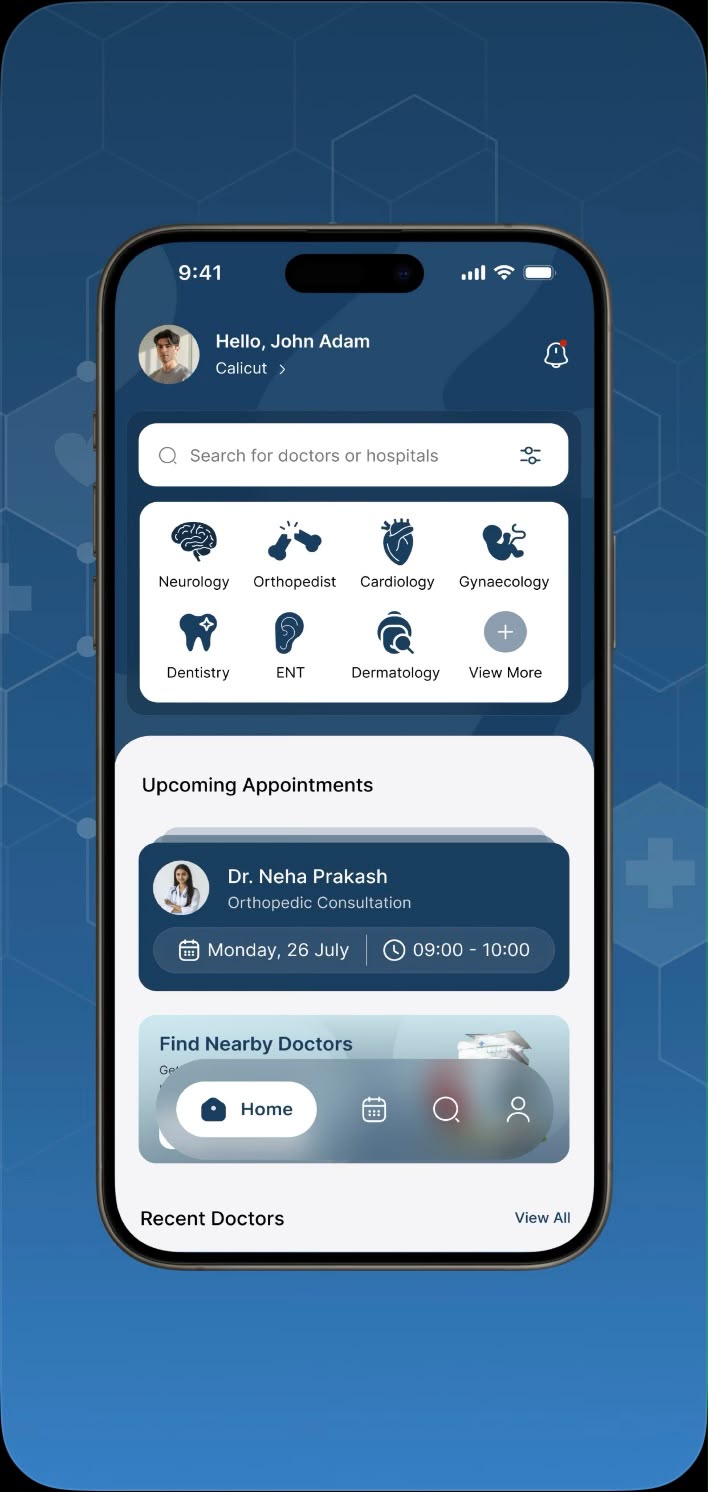 9:41
Hello, John Adam
Calicut
Search for doctors or hospitals
Neurology Orthopedist Cardiology Gynaecology
Dentistry ENT Dermatology View More
Upcoming Appointments
Dr. Neha Prakash
Orthopedic Consultation
Monday, 26 July 09:00 - 10:00
Find Nearby Doctors
Home
Recent Doctors View All